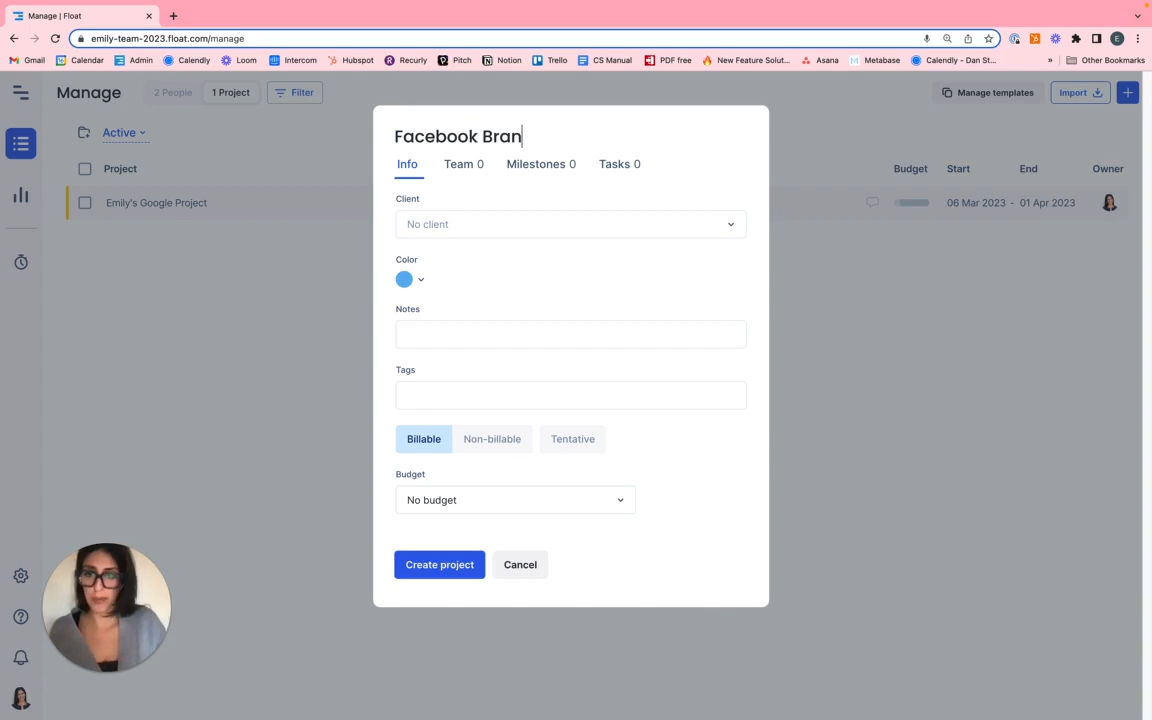 Manage | Float
emily-team-2023.float.com/manage
E
Gmail Calendar Admin Calendly Loom Intercom Hubspot Recurly Pitch Notion Trello CS Manual PDF free New Feature Solut... Asana Metabase Calendly - Dan St... » Other Bookmarks
Manage 2 People 1 Project Filter Manage templates Import
Active
Project Budget Start End Owner
Emily's Google Project 06 Mar 2023 - 01 Apr 2023
Facebook Bran
Info Team 0 Milestones 0 Tasks 0
Client
No client
Color
Notes
Tags
Billable Non-billable Tentative
Budget
No budget
Create project Cancel